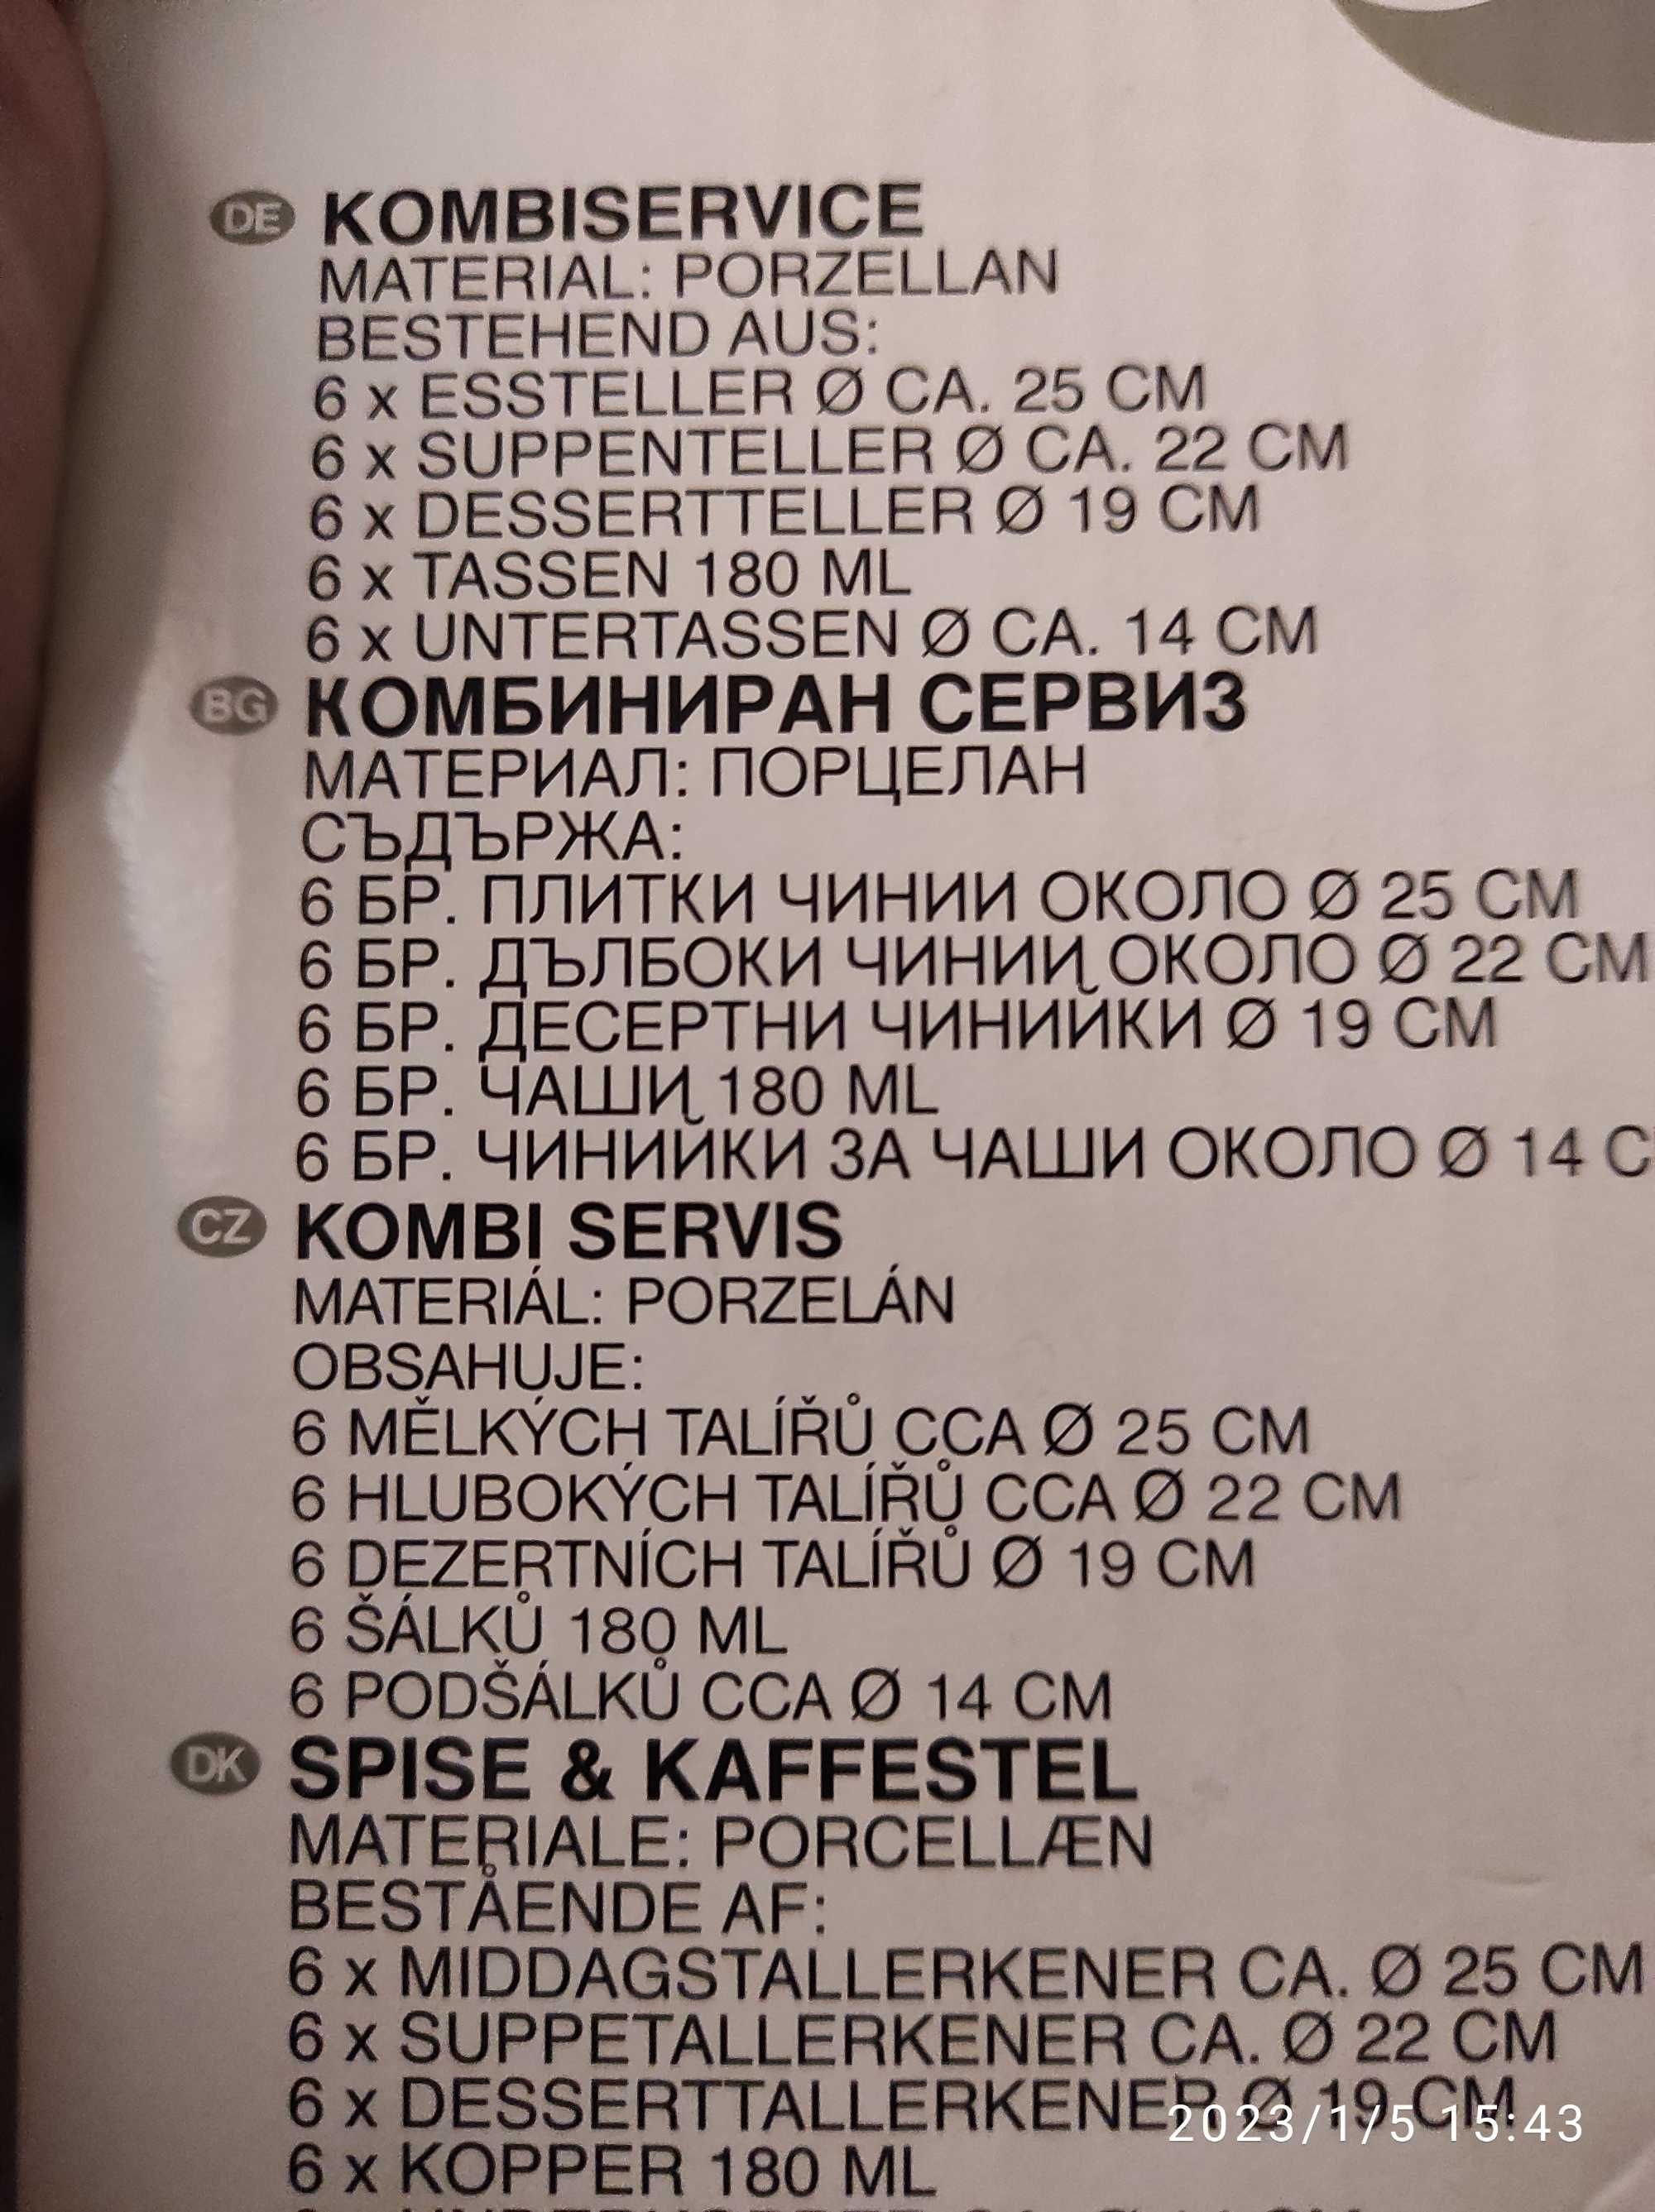 DE KOMBISERVICE
MATERIAL: PORZELLAN
BESTEHEND AUS:
6 x ESSTELLER Ø CA. 25 CM
6 x SUPPENTELLER Ø CA. 22 CM
6 x DESSERTTELLER Ø 19 CM
6 x TASSEN 180 ML
6 x UNTERTASSEN Ø CA. 14 CM
BG КОМБИНИРАН СЕРВИЗ
МАТЕРИАЛ: ПОРЦЕЛАН
СЪДЪРЖА:
6 БР. ПЛИТКИ ЧИНИИ ОКОЛО Ø 25 CM
6 БР. ДЪЛБОКИ ЧИНИИ ОКОЛО Ø 22 CM
6 БР. ДЕСЕРТНИ ЧИНИЙКИ Ø 19 CM
6 БР. ЧАШИ 180 ML
6 БР. ЧИНИЙКИ ЗА ЧАШИ ОКОЛО Ø 14 C
CZ KOMBI SERVIS
MATERIÁL: PORZELÁN
OBSAHUJE:
6 MĚLKÝCH TALÍŘŮ CCA Ø 25 CM
6 HLUBOKÝCH TALÍŘŮ CCA Ø 22 CM
6 DEZERTNÍCH TALÍŘŮ Ø 19 CM
6 ŠÁLKŮ 180 ML
6 PODŠÁLKŮ CCA Ø 14 CM
DK SPISE & KAFFESTEL
MATERIALE: PORCELLÆN
BESTÅENDE AF:
6 x MIDDAGSTALLERKENER CA. Ø 25 CM
6 x SUPPETALLERKENER CA. Ø 22 CM
6 x DESSERTTALLERKENER Ø 19 CM
2023/1/5 15:43
6 x KOPPER 180 ML